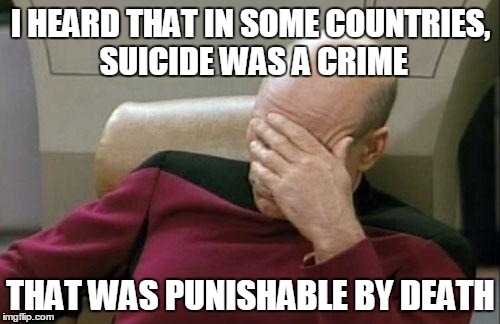 I HEARD THAT IN SOME COUNTRIES,
SUICIDE WAS A CRIME
THAT WAS PUNISHABLE BY DEATH
imgflip.com